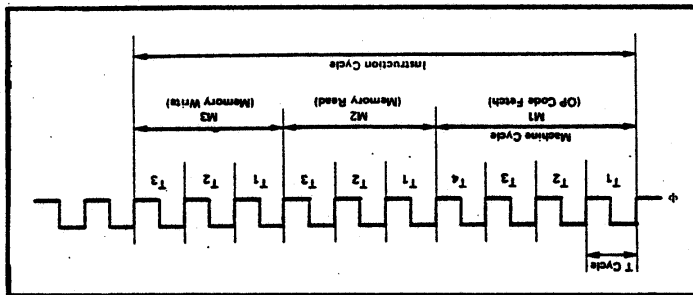 T Cycle
Φ
T1 T2 T3 T4 T1 T2 T3 T1 T2 T3
Machine Cycle
M1 M2 M3
(OP Code Fetch) (Memory Read) (Memory Write)
Instruction Cycle